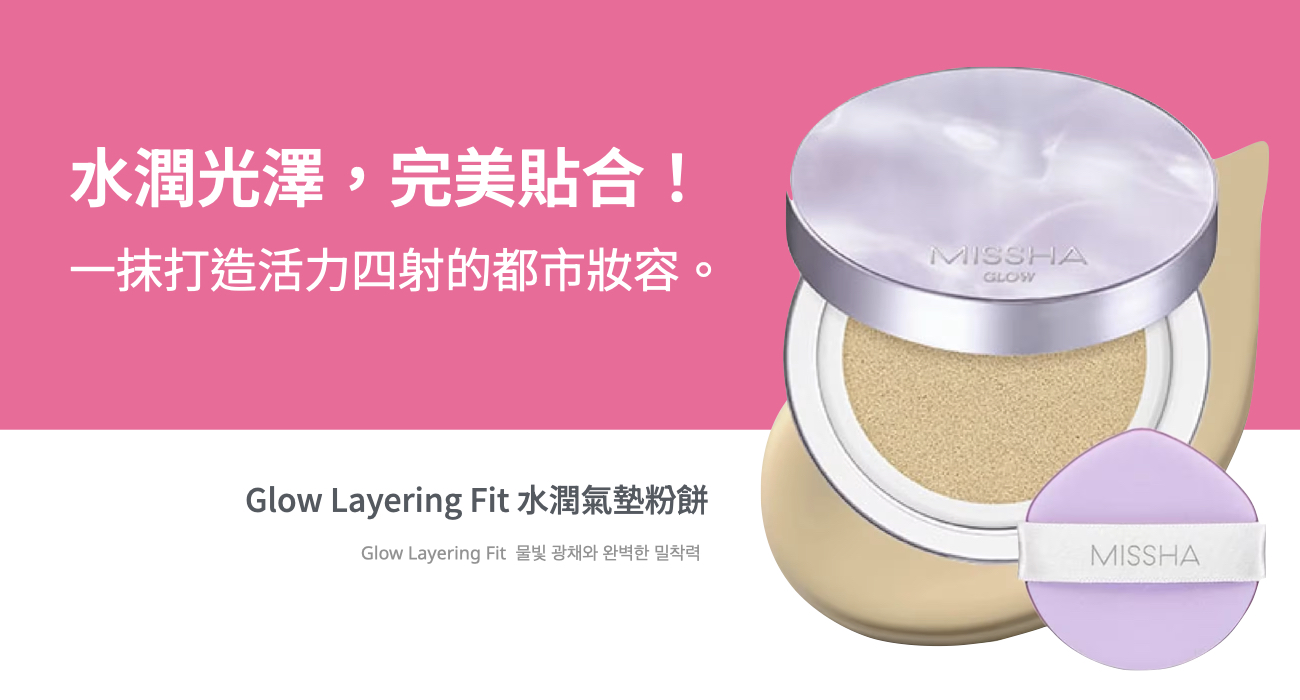 水潤光澤，完美貼合！
一抹打造活力四射的都市妝容。
Glow Layering Fit 水潤氣墊粉餅
Glow Layering Fit 물빛 광채와 완벽한 밀착력
MISSHA
GLOW
MISSHA